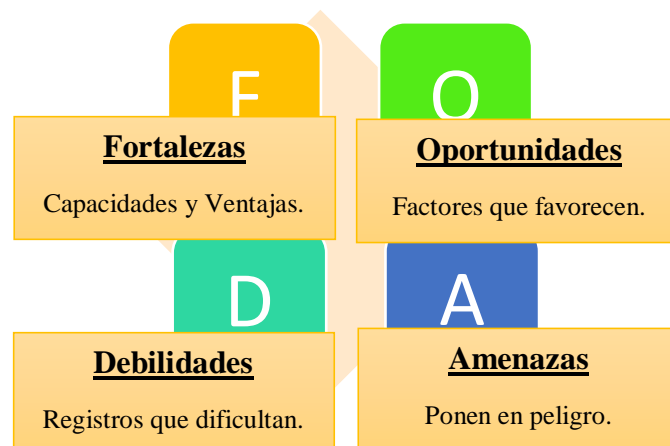 F
O
Fortalezas
Capacidades y Ventajas.
Oportunidades
Factores que favorecen.
D
A
Debilidades
Registros que dificultan.
Amenazas
Ponen en peligro.